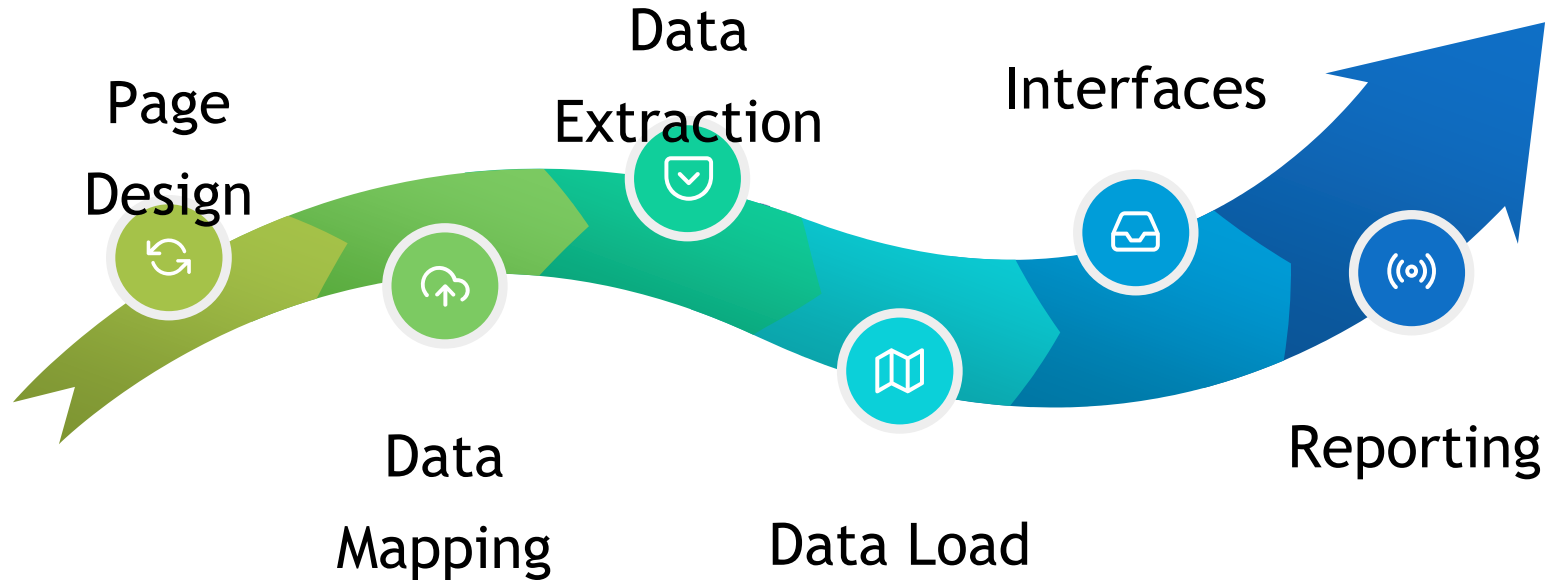 Page
Design
Data
Mapping
Data
Extraction
Data Load
Interfaces
Reporting